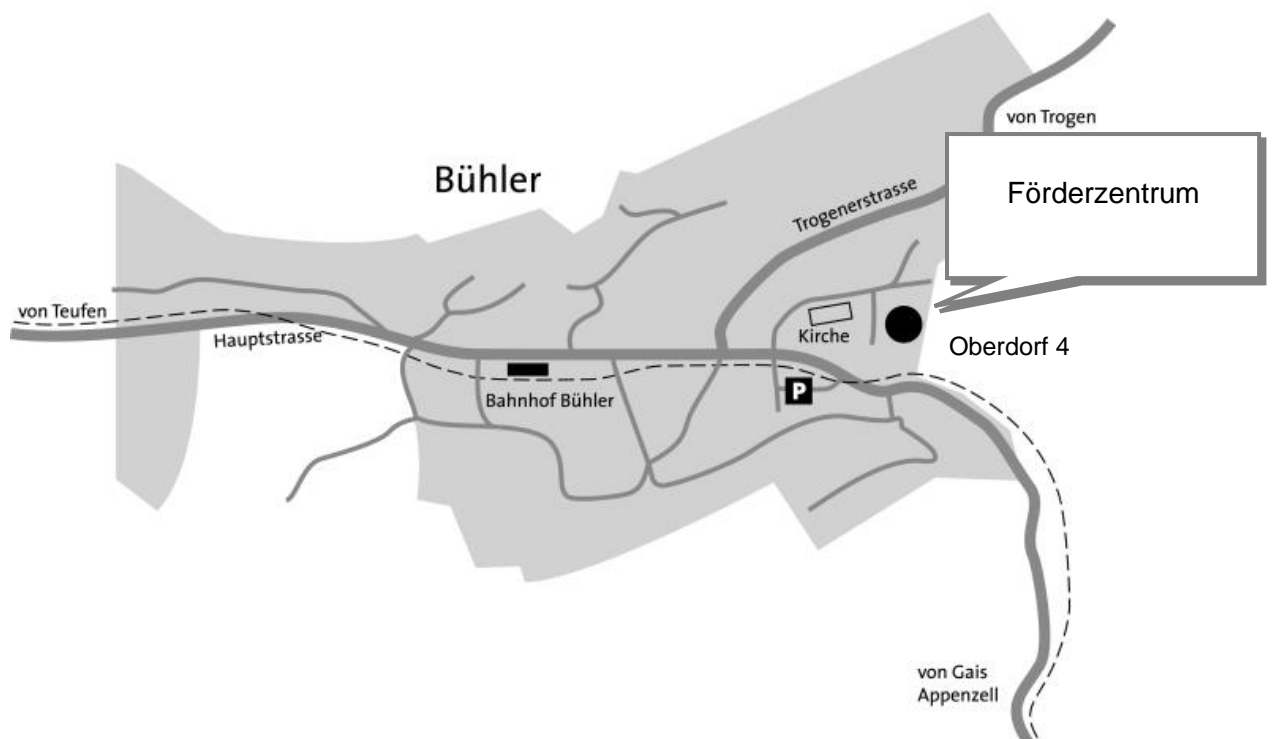 von Trogen
Bühler
Förderzentrum
Trogenerstrasse
von Teufen
Hauptstrasse
Kirche
Oberdorf 4
P
Bahnhof Bühler
von Gais
Appenzell